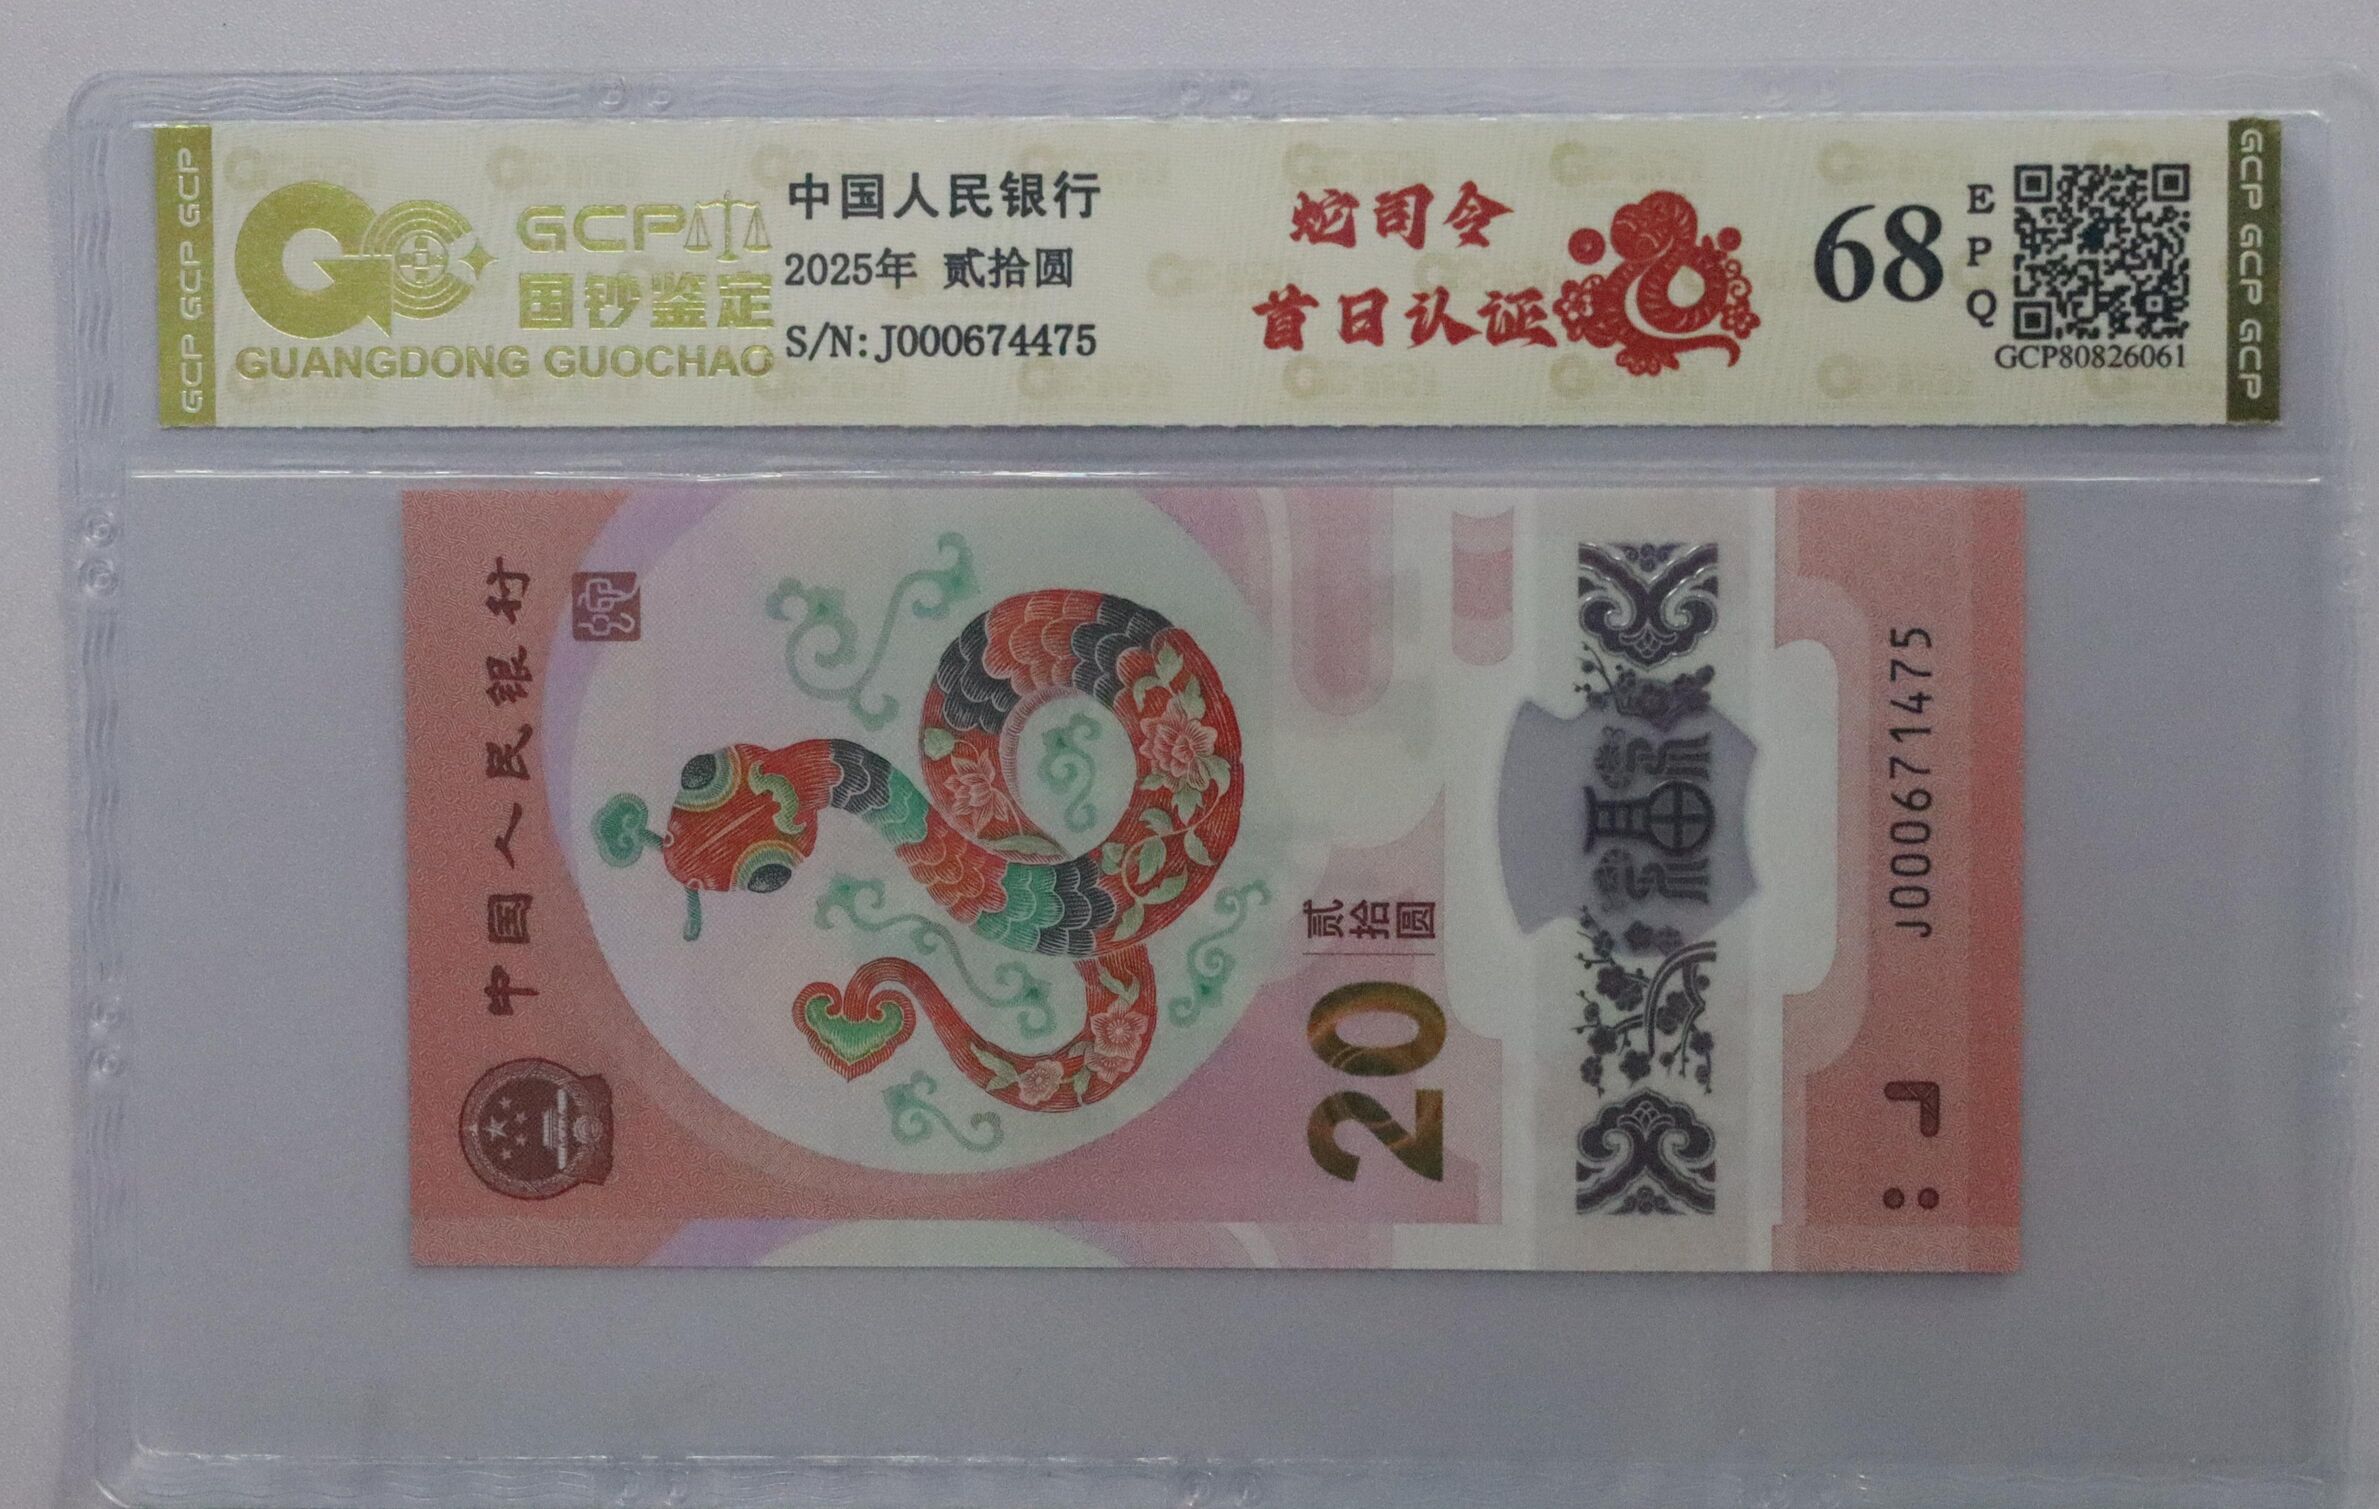 GCP GCP GCP
GCP
国钞鉴定
GUANGDONG GUOCHAO
中国人民银行
2025年 贰拾圆
S/N: J000674475
蛇司令
首日认证
68
EPQ
GCP80826061
GCP GCP GCP
中国人民银行
20
贰拾圆
J000671475